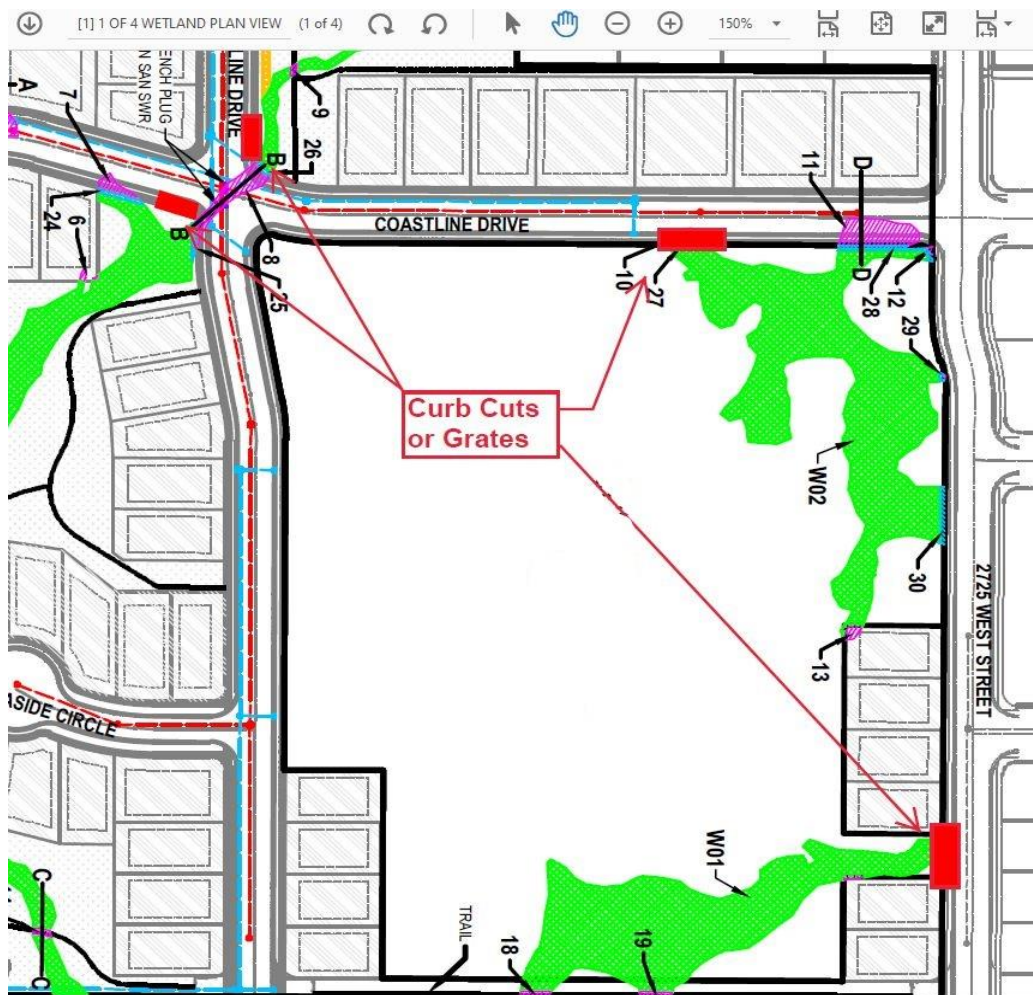 [1] 1 OF 4 WETLAND PLAN VIEW (1 of 4)
150%
A
7
ENCH PLUG
N SAN SWR
LINE DRIVE
9
26
B
11
D
COASTLINE DRIVE
24
6
B
8
25
10
27
D
28
12
29
Curb Cuts
or Grates
W02
30
2725 WEST STREET
13
ASIDE CIRCLE
W01
C
TRAIL
18
19
C